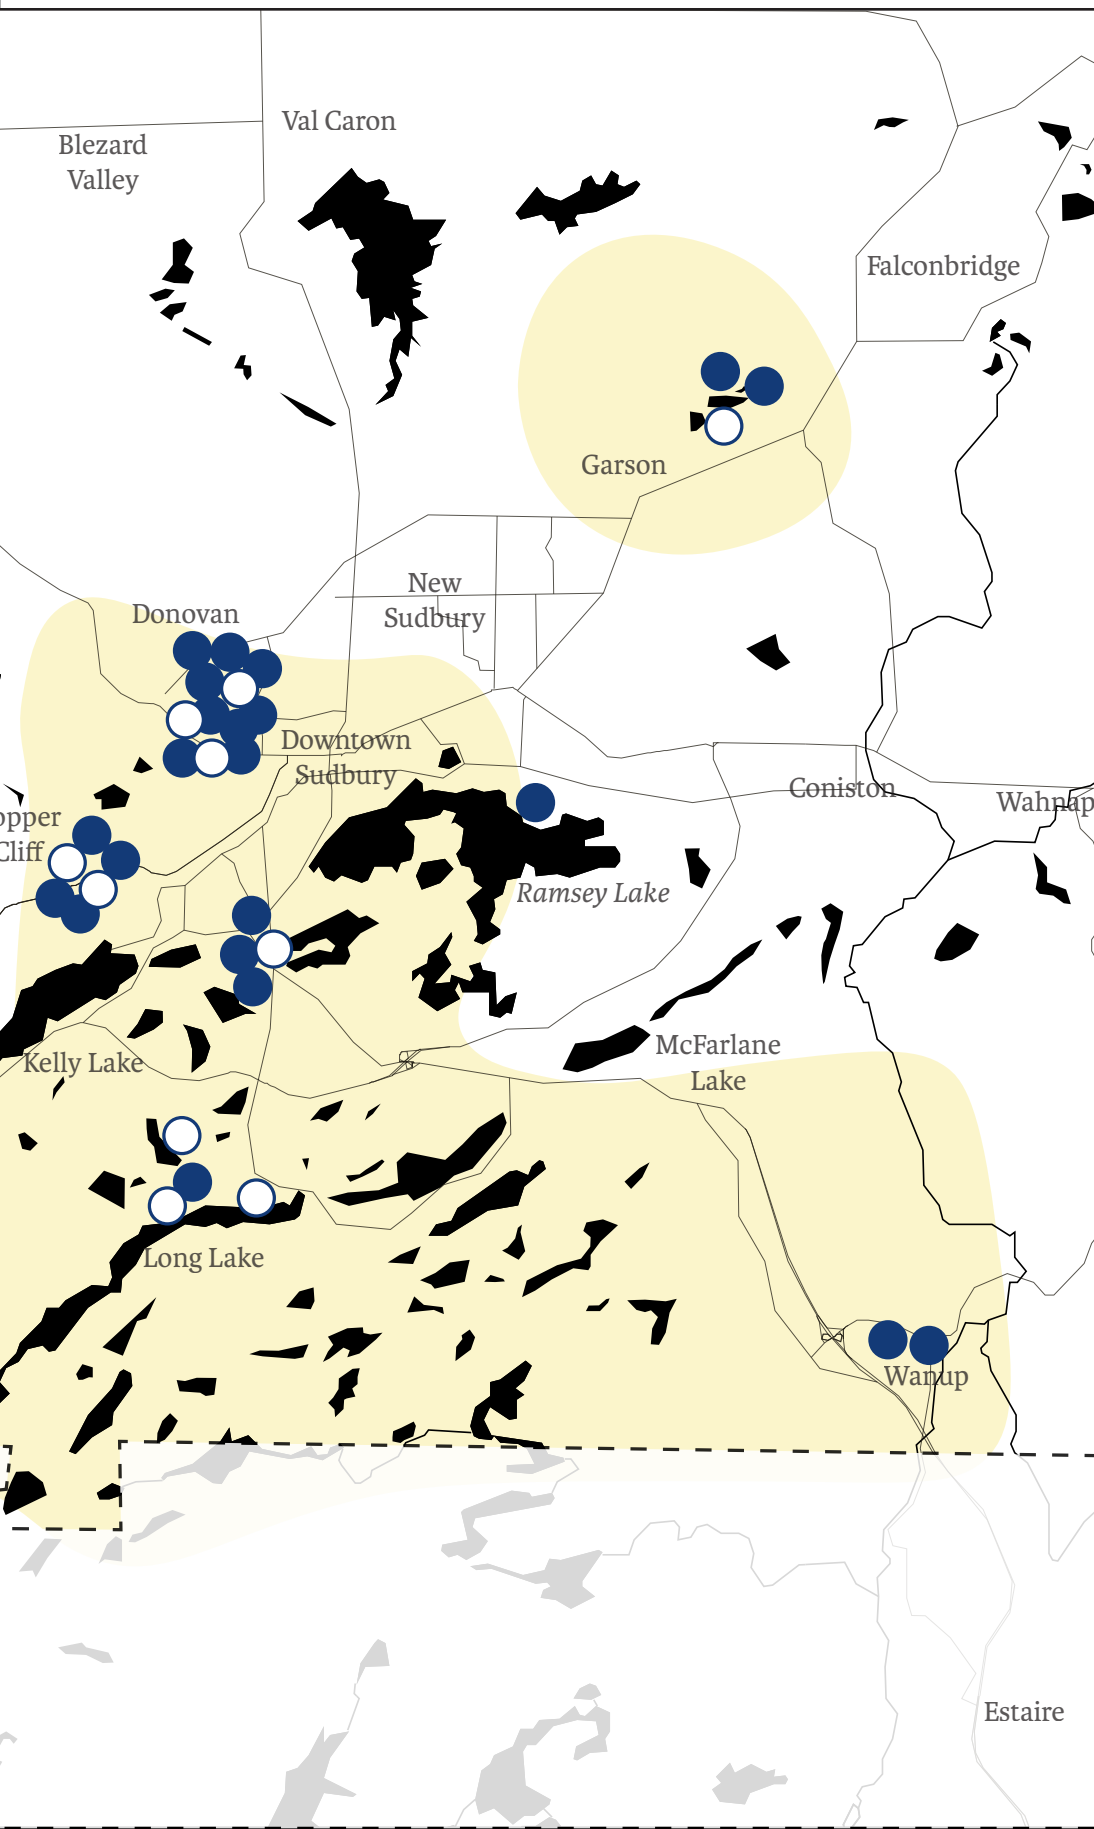 Val Caron
Blezard
Valley
Falconbridge
Garson
New
Sudbury
Donovan
Downtown
Sudbury
Coniston
Wahnap
opper
Cliff
Ramsey Lake
McFarlane
Lake
Kelly Lake
Long Lake
Wanup
Estaire